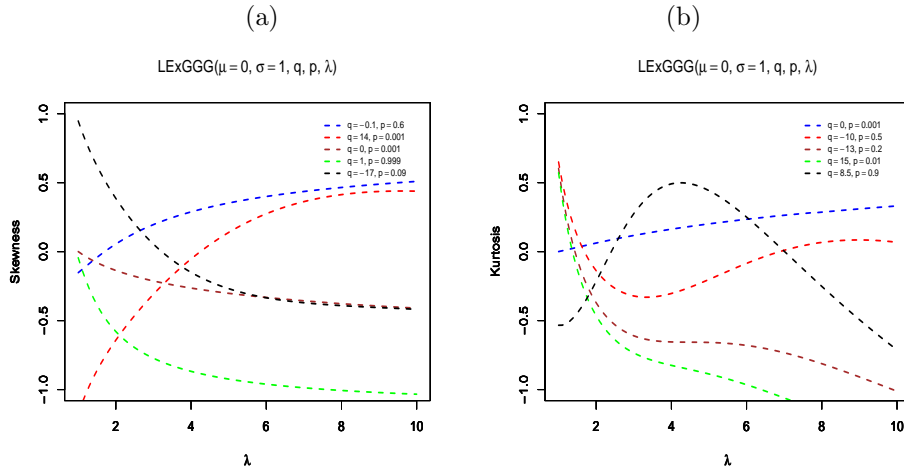 (a)
LExGGG(μ = 0, σ = 1, q, p, λ)
Skewness
1.0
0.5
0.0
−0.5
−1.0
q = −0.1, p = 0.6
q = 14, p = 0.001
q = 0, p = 0.001
q = 1, p = 0.999
q = −17, p = 0.09
2 4 6 8 10
λ
(b)
LExGGG(μ = 0, σ = 1, q, p, λ)
Kurtosis
1.0
0.5
0.0
−0.5
−1.0
q = 0, p = 0.001
q = −10, p = 0.5
q = −13, p = 0.2
q = 15, p = 0.01
q = 8.5, p = 0.9
2 4 6 8 10
λ